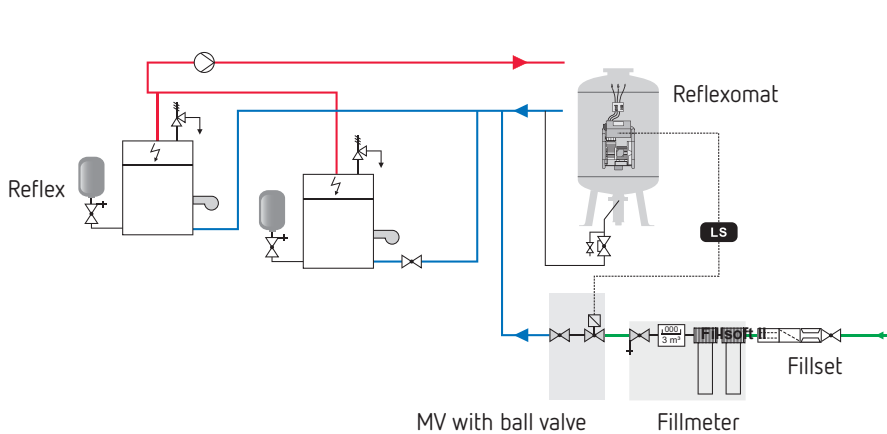 Reflexomat
Reflex
LS
000
3 m³
Fillsoft II
Fillset
MV with ball valve
Fillmeter